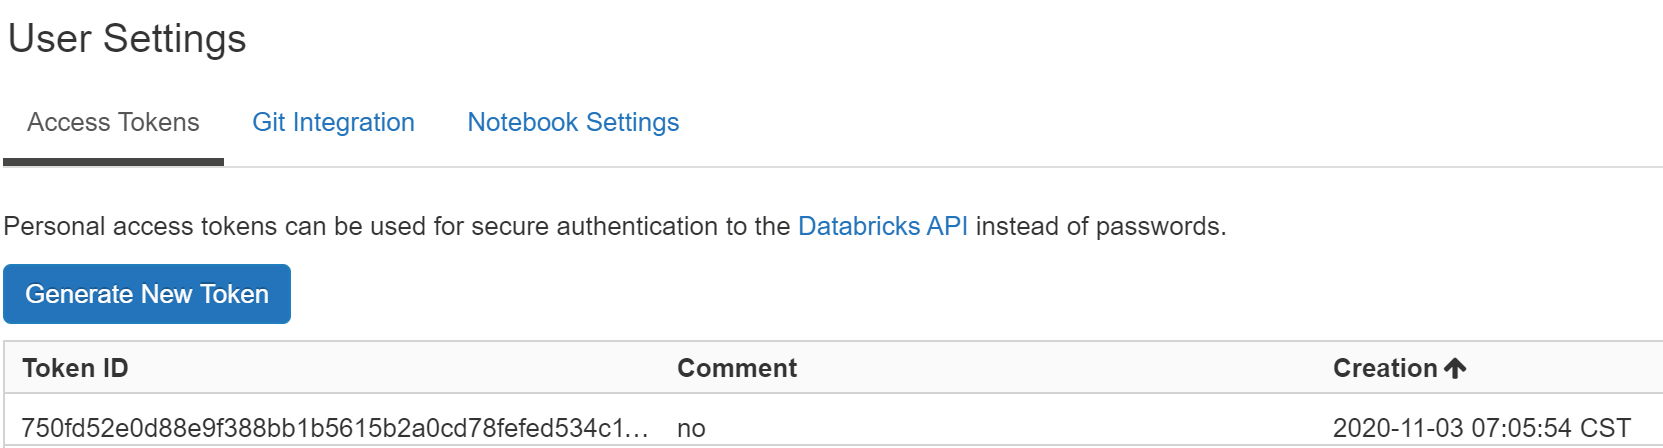 User Settings
Access Tokens Git Integration Notebook Settings
Personal access tokens can be used for secure authentication to the Databricks API instead of passwords.
Generate New Token
Token ID Comment Creation
750fd52e0d88e9f388bb1b5615b2a0cd78fefed534c1... no 2020-11-03 07:05:54 CST